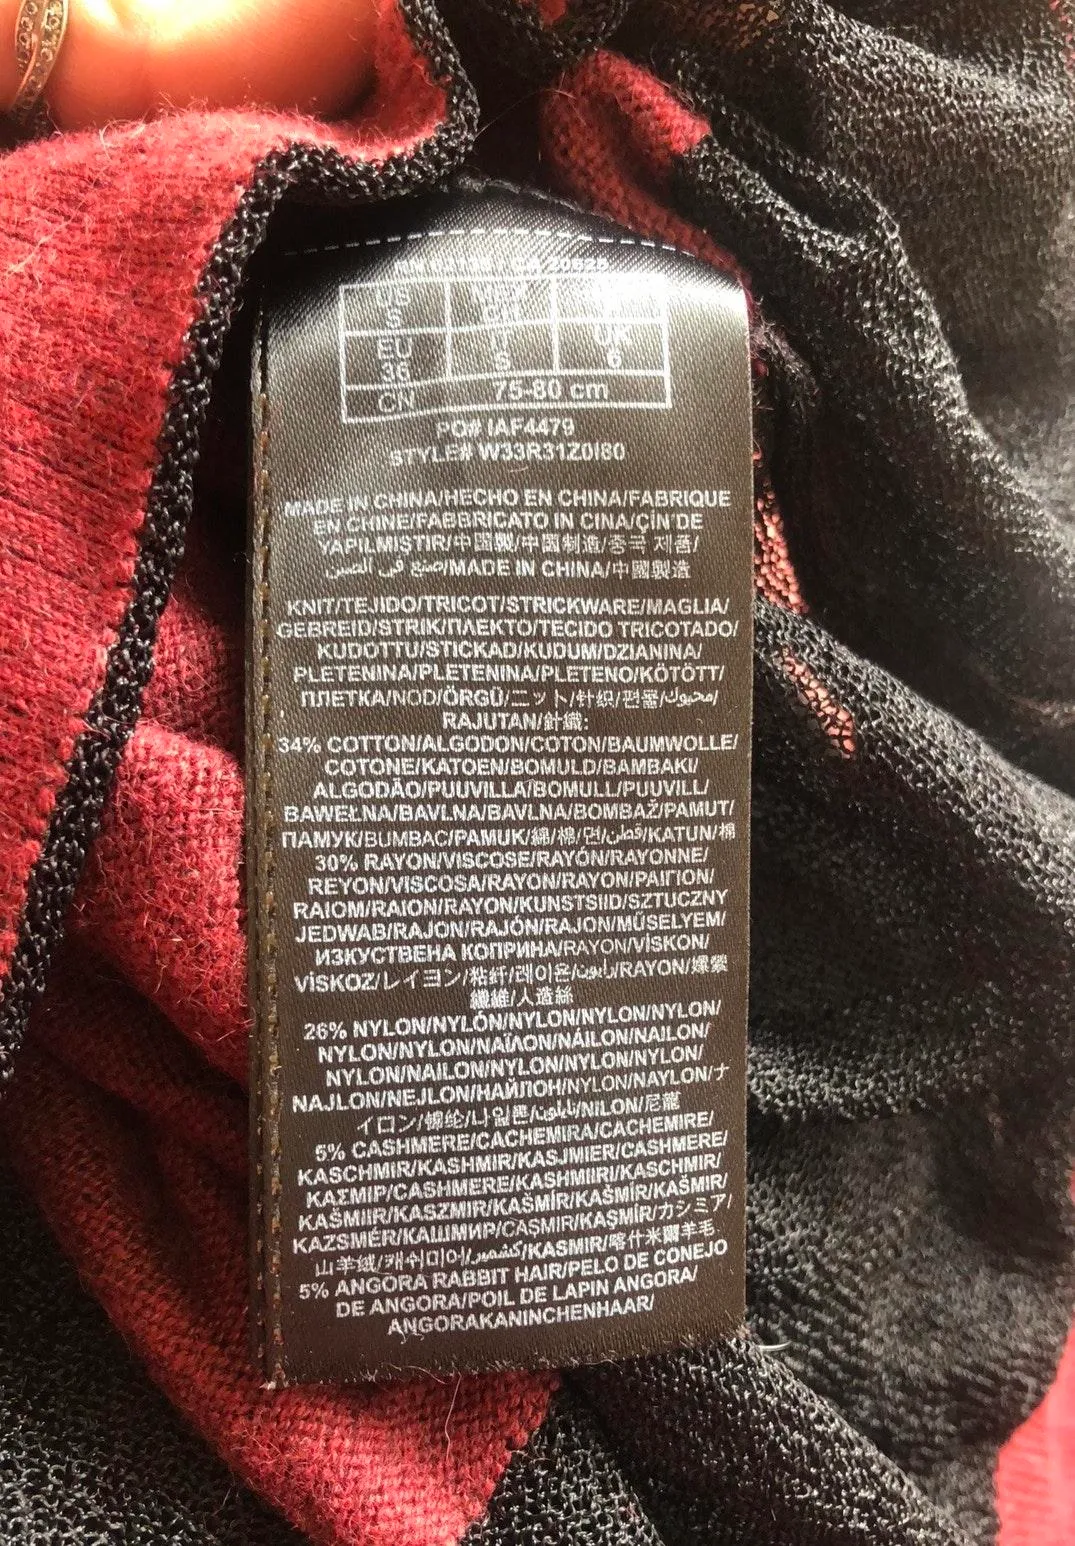 US
S
EU
36
S
6
CN
75-80 cm
PO# IAF4479
STYLE# W33R31Z0I80
MADE IN CHINA/HECHO EN CHINA/FABRIQUE
EN CHINE/FABBRICATO IN CINA/ÇIN'DE
YAPILMIŞTIR/中国製/中国制造/중국 제품/
صنع في الصين/MADE IN CHINA/中國製造
KNIT/TEJIDO/TRICOT/STRICKWARE/MAGLIA/
GEBREID/STRIK/ΠΛΕΚΤΟ/TECIDO TRICOTADO/
KUDOTTU/STICKAD/KUDUM/DZIANINA/
PLETENINA/PLETENINA/PLETENO/KÖTÖTT/
ПЛЕТКА/NOD/ÖRGÜ/ニット/针织/편물/محبوك/
RAJUTAN/針織:
34% COTTON/ALGODON/COTON/BAUMWOLLE/
COTONE/KATOEN/BOMULD/BAMBAKI/
ALGODÃO/PUUVILLA/BOMULL/PUUVILL/
BAWEŁNA/BAVLNA/BAVLNA/BOMBAŽ/PAMUT/
ПАМУК/BUMBAC/PAMUK/綿/棉/면/قطن/KATUN/棉
30% RAYON/VISCOSE/RAYÓN/RAYONNE/
REYON/VISCOSA/RAYON/RAYON/ΡΑΙΓΙΟΝ/
RAIOM/RAION/RAYON/KUNSTSIID/SZTUCZNY
JEDWAB/RAJON/RAJÓN/RAJON/MŰSELYEM/
ИЗКУСТВЕНА КОПРИНА/RAYON/VİSKON/
VİSKOZ/レイヨン/粘紆/레이온/رايون/RAYON/爆縈
纖維/人造絲
26% NYLON/NYLÓN/NYLON/NYLON/NYLON/
NYLON/NYLON/ΝΑΪΛΟΝ/NÁILON/NAILON/
NYLON/NAILON/NYLON/NYLON/NYLON/
NAJLON/NEJLON/НАЙЛОН/NYLON/NAYLON/ナ
イロン/锦纶/나일론/نايلون/NILON/尼龍
5% CASHMERE/CACHEMIRA/CACHEMIRE/
KASCHMIR/KASHMIR/KASJMIER/CASHMERE/
ΚΑΣΜΙΡ/CASHMERE/KASHMIRI/KASCHMIR/
KAŠMIIR/KASZMIR/KAŠMÍR/KAŠMÍR/KAŠMIR/
KAZSMÉR/КАШМИР/CAŞMIR/KAŞMİR/カシミア/
山羊绒/캐시미어/كشمير/KASMIR/喀什米爾羊毛
5% ANGORA RABBIT HAIR/PELO DE CONEJO
DE ANGORA/POIL DE LAPIN ANGORA/
ANGORAKANINCHENHAAR/